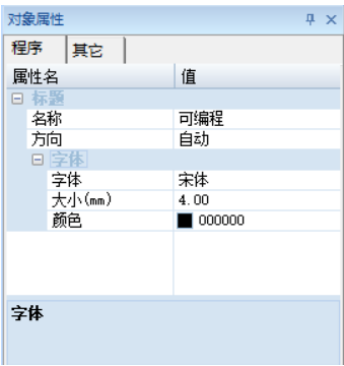 对象属性
程序 其它
属性名 值
标题
名称 可编程
方向 自动
字体
字体 宋体
大小(mm) 4.00
颜色 000000
字体